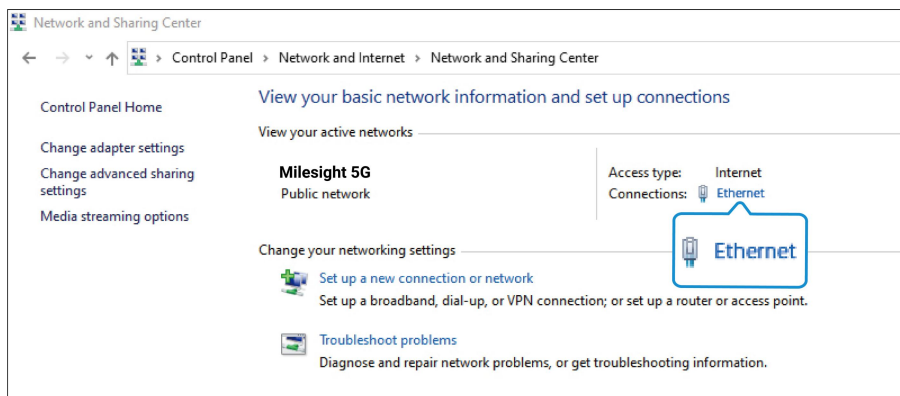 Network and Sharing Center
Control Panel > Network and Internet > Network and Sharing Center
Control Panel Home
Change adapter settings
Change advanced sharing
settings
Media streaming options
View your basic network information and set up connections
View your active networks
Milesight 5G
Public network
Access type: Internet
Connections: Ethernet
Ethernet
Change your networking settings
Set up a new connection or network
Set up a broadband, dial-up, or VPN connection; or set up a router or access point.
Troubleshoot problems
Diagnose and repair network problems, or get troubleshooting information.